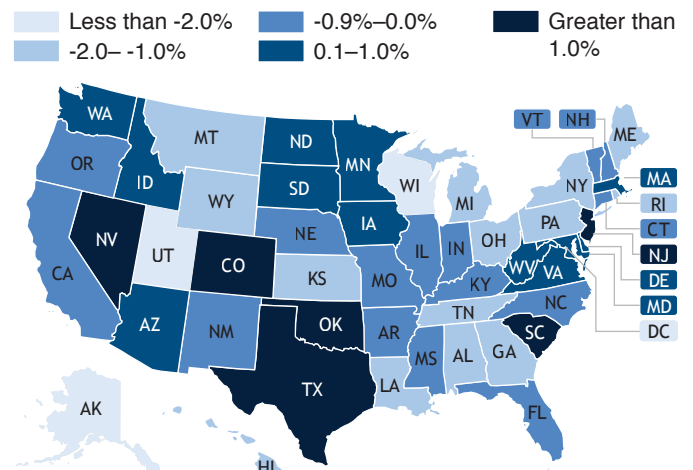 Less than -2.0%
-0.9%–0.0%
Greater than
1.0%
-2.0– -1.0%
0.1–1.0%
WA
MT
ND
MN
VT
NH
ME
OR
ID
SD
WI
MI
NY
MA
WY
RI
IA
PA
CT
NV
NE
IL
IN
OH
NJ
UT
CO
WV
VA
DE
CA
KS
MO
KY
MD
NC
TN
AZ
NM
OK
AR
SC
DC
MS
AL
GA
TX
LA
AK
FL
HI